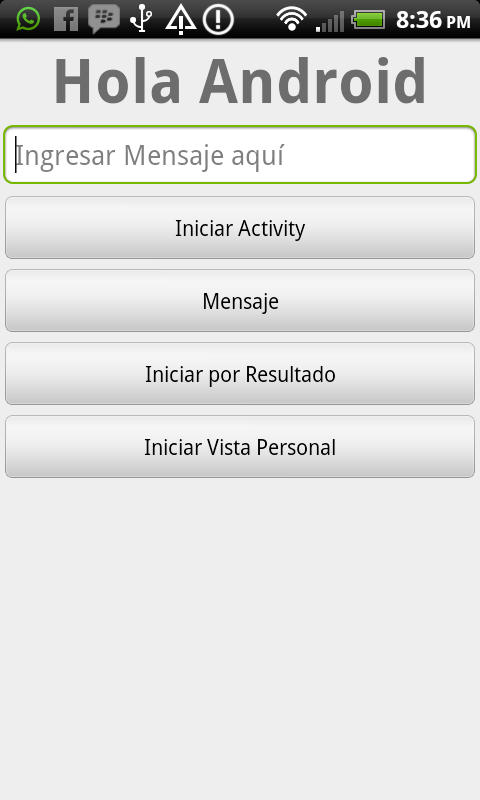 8:36 PM
Hola Android
Ingresar Mensaje aquí
Iniciar Activity
Mensaje
Iniciar por Resultado
Iniciar Vista Personal